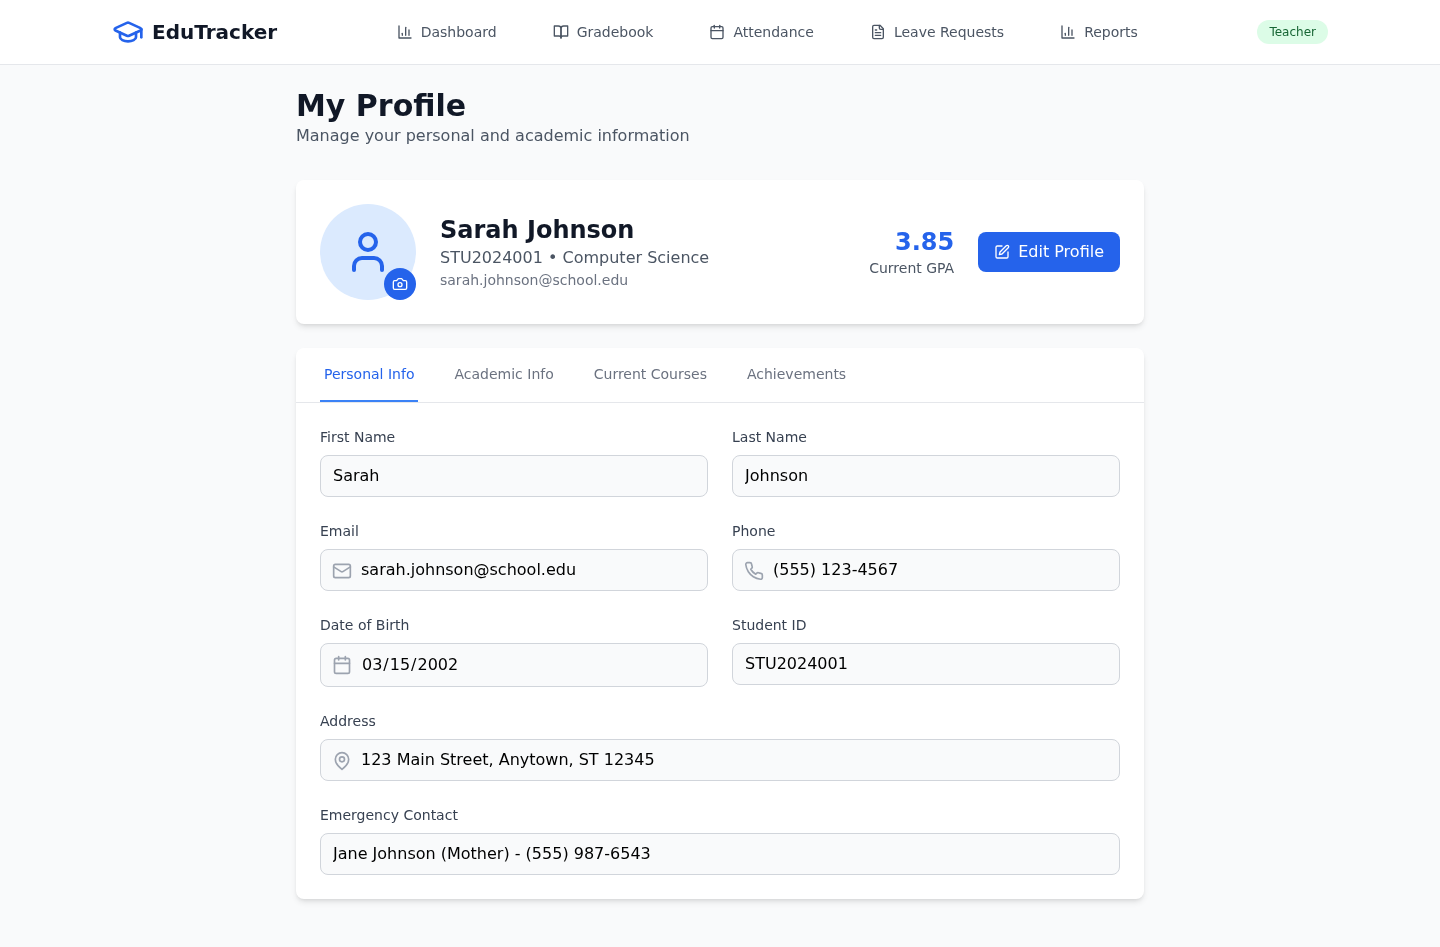 EduTracker
Dashboard
Gradebook
Attendance
Leave Requests
Reports
Teacher
My Profile
Manage your personal and academic information
Sarah Johnson
STU2024001 • Computer Science
sarah.johnson@school.edu
3.85
Current GPA
Edit Profile
Personal Info
Academic Info
Current Courses
Achievements
First Name
Last Name
Sarah
Johnson
Email
Phone
sarah.johnson@school.edu
(555) 123-4567
Date of Birth
Student ID
03/15/2002
STU2024001
Address
123 Main Street, Anytown, ST 12345
Emergency Contact
Jane Johnson (Mother) - (555) 987-6543